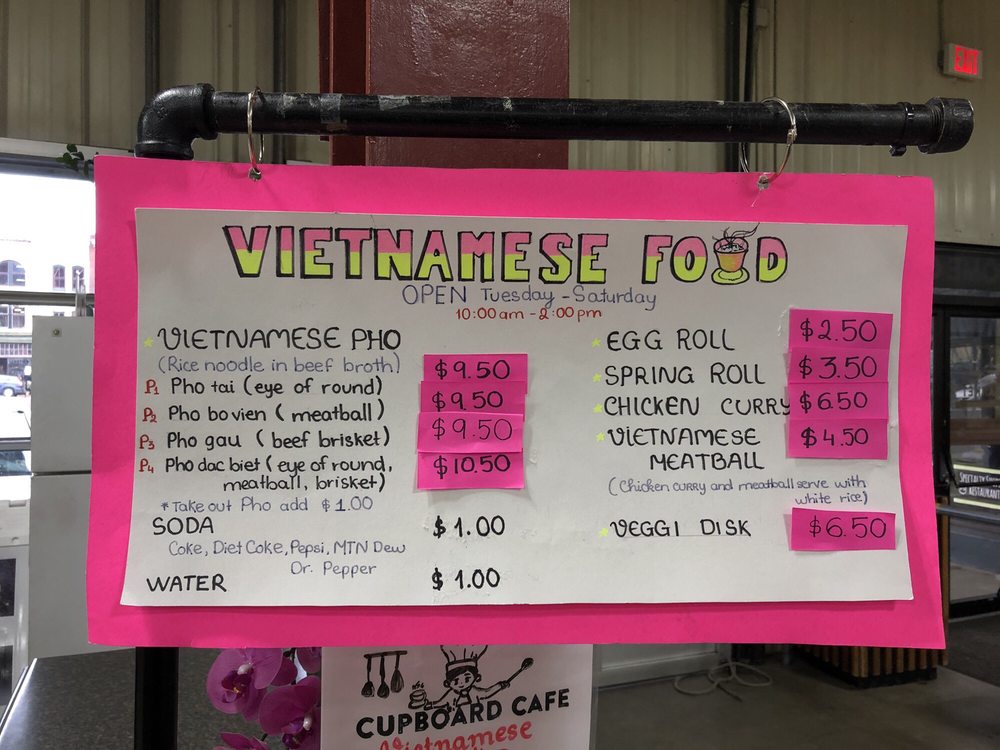 EXIT
VIETNAMESE FOOD
OPEN Tuesday - Saturday
10:00 am - 2:00 pm
VIETNAMESE PHO
(Rice noodle in beef broth)
P1 Pho tai (eye of round) $9.50
P2 Pho bo vien (meatball) $9.50
P3 Pho gau (beef brisket) $9.50
P4 Pho dac biet (eye of round, $10.50
meatball, brisket)
*Take out Pho add $1.00
SODA $1.00
Coke, Diet Coke, Pepsi, MTN Dew
Dr. Pepper
WATER $1.00
EGG ROLL $2.50
SPRING ROLL $3.50
CHICKEN CURRY $6.50
VIETNAMESE $4.50
MEATBALL
(Chicken curry and meatball serve with
white rice)
VEGGI DISK $6.50
CUPBOARD CAFE
Vietnamese